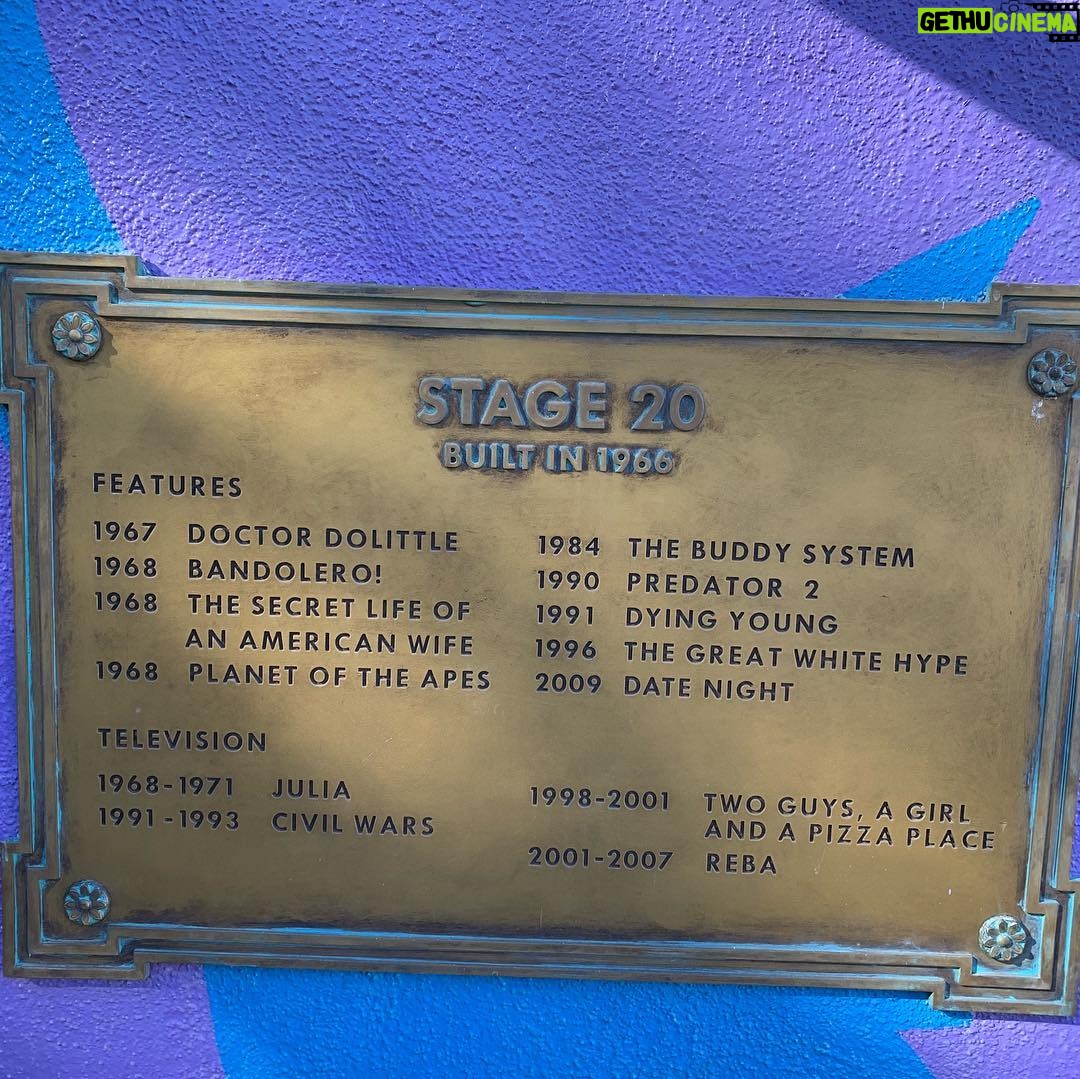 GETHUCINEMA
STAGE 20
BUILT IN 1966
FEATURES
1967 DOCTOR DOLITTLE
1968 BANDOLERO!
1968 THE SECRET LIFE OF
AN AMERICAN WIFE
1968 PLANET OF THE APES
1984 THE BUDDY SYSTEM
1990 PREDATOR 2
1991 DYING YOUNG
1996 THE GREAT WHITE HYPE
2009 DATE NIGHT
TELEVISION
1968-1971 JULIA
1991-1993 CIVIL WARS
1998-2001 TWO GUYS, A GIRL
AND A PIZZA PLACE
2001-2007 REBA